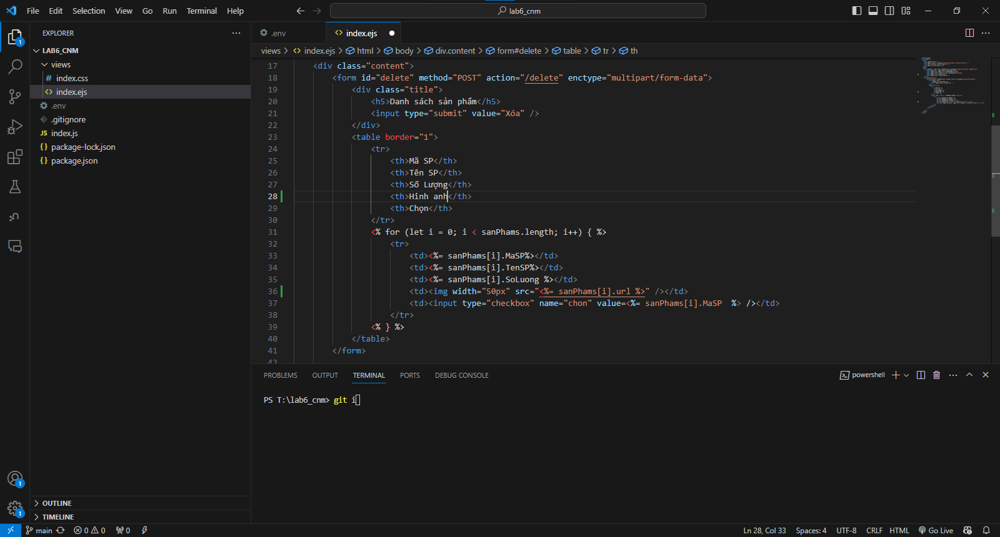 File Edit Selection View Go Run Terminal Help
lab6_cnm
EXPLORER
LAB6_CNM
views
# index.css
<> index.ejs
.env
.gitignore
JS index.js
{} package-lock.json
{} package.json
OUTLINE
TIMELINE
1
1
1
.env
<> index.ejs
views > <> index.ejs > html > body > div.content > form#delete > table > tr > th
17 <div class="content">
18 <form id="delete" method="POST" action="/delete" enctype="multipart/form-data">
19 <div class="title">
20 <h5>Danh sách sản phẩm</h5>
21 <input type="submit" value="Xóa" />
22 </div>
23 <table border="1">
24 <tr>
25 <th>Mã SP</th>
26 <th>Tên SP</th>
27 <th>Số Lượng</th>
28 <th>Hinh anh</th>
29 <th>Chọn</th>
30 </tr>
31 <% for (let i = 0; i < sanPhams.length; i++) { %>
32 <tr>
33 <td><%= sanPhams[i].MaSP%></td>
34 <td><%= sanPhams[i].TenSP%></td>
35 <td><%= sanPhams[i].SoLuong %></td>
36 <td><img width="50px" src="<%= sanPhams[i].url %>" /></td>
37 <td><input type="checkbox" name="chon" value=<%= sanPhams[i].MaSP  %> /></td>
38 </tr>
39 <% } %>
40 </table>
41 </form>
42
PROBLEMS OUTPUT TERMINAL PORTS DEBUG CONSOLE
powershell
PS T:\lab6_cnm> git i
main 0 0 0
Ln 28, Col 33 Spaces: 4 UTF-8 CRLF HTML Go Live